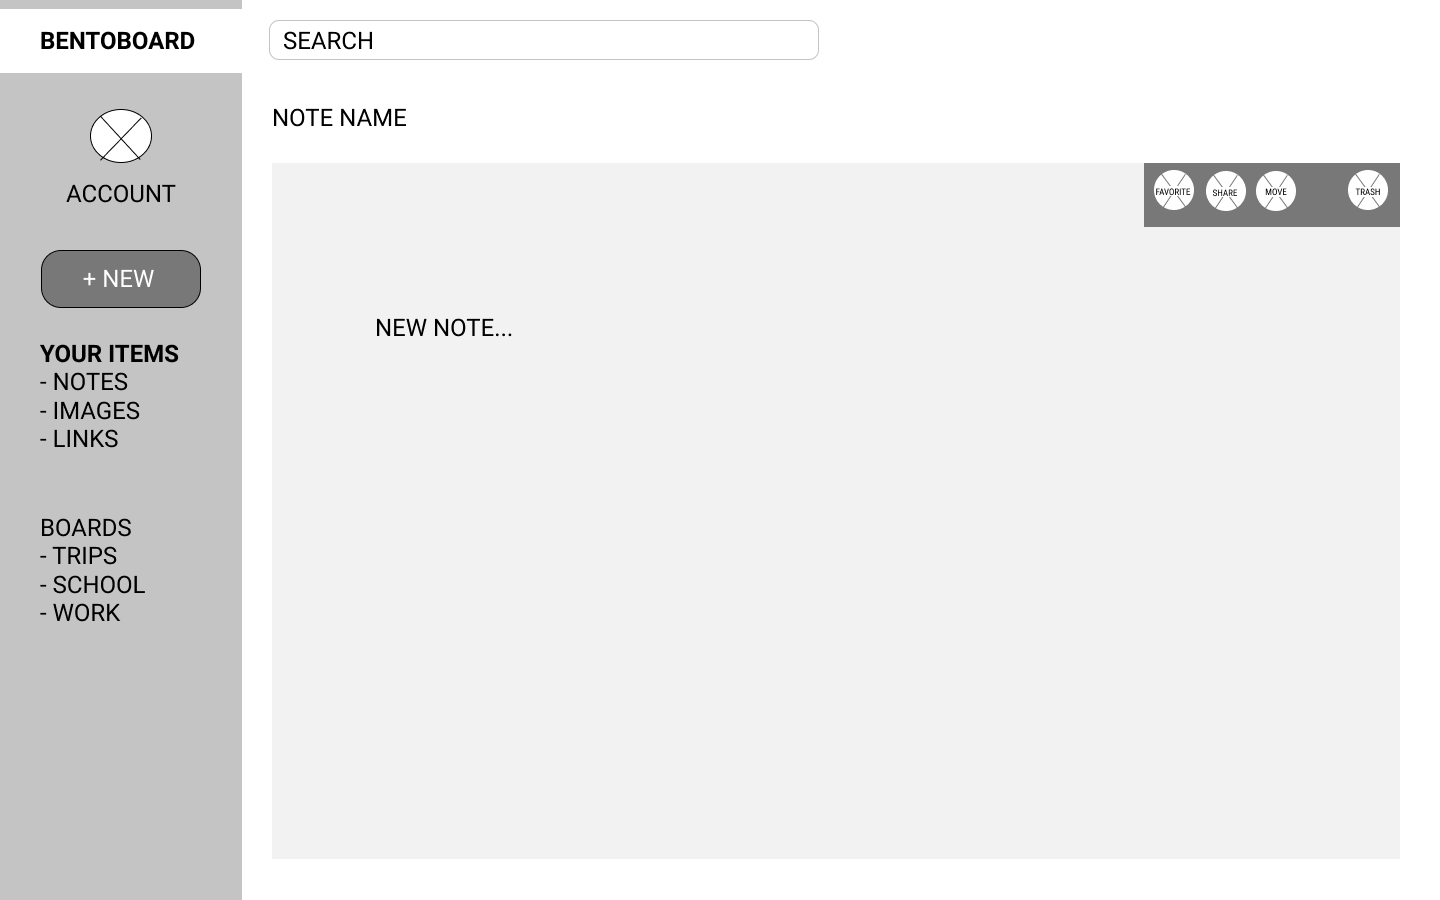 BENTOBOARD
SEARCH
NOTE NAME
ACCOUNT
+ NEW
YOUR ITEMS
- NOTES
- IMAGES
- LINKS
BOARDS
- TRIPS
- SCHOOL
- WORK
FAVORITE SHARE MOVE TRASH
NEW NOTE...